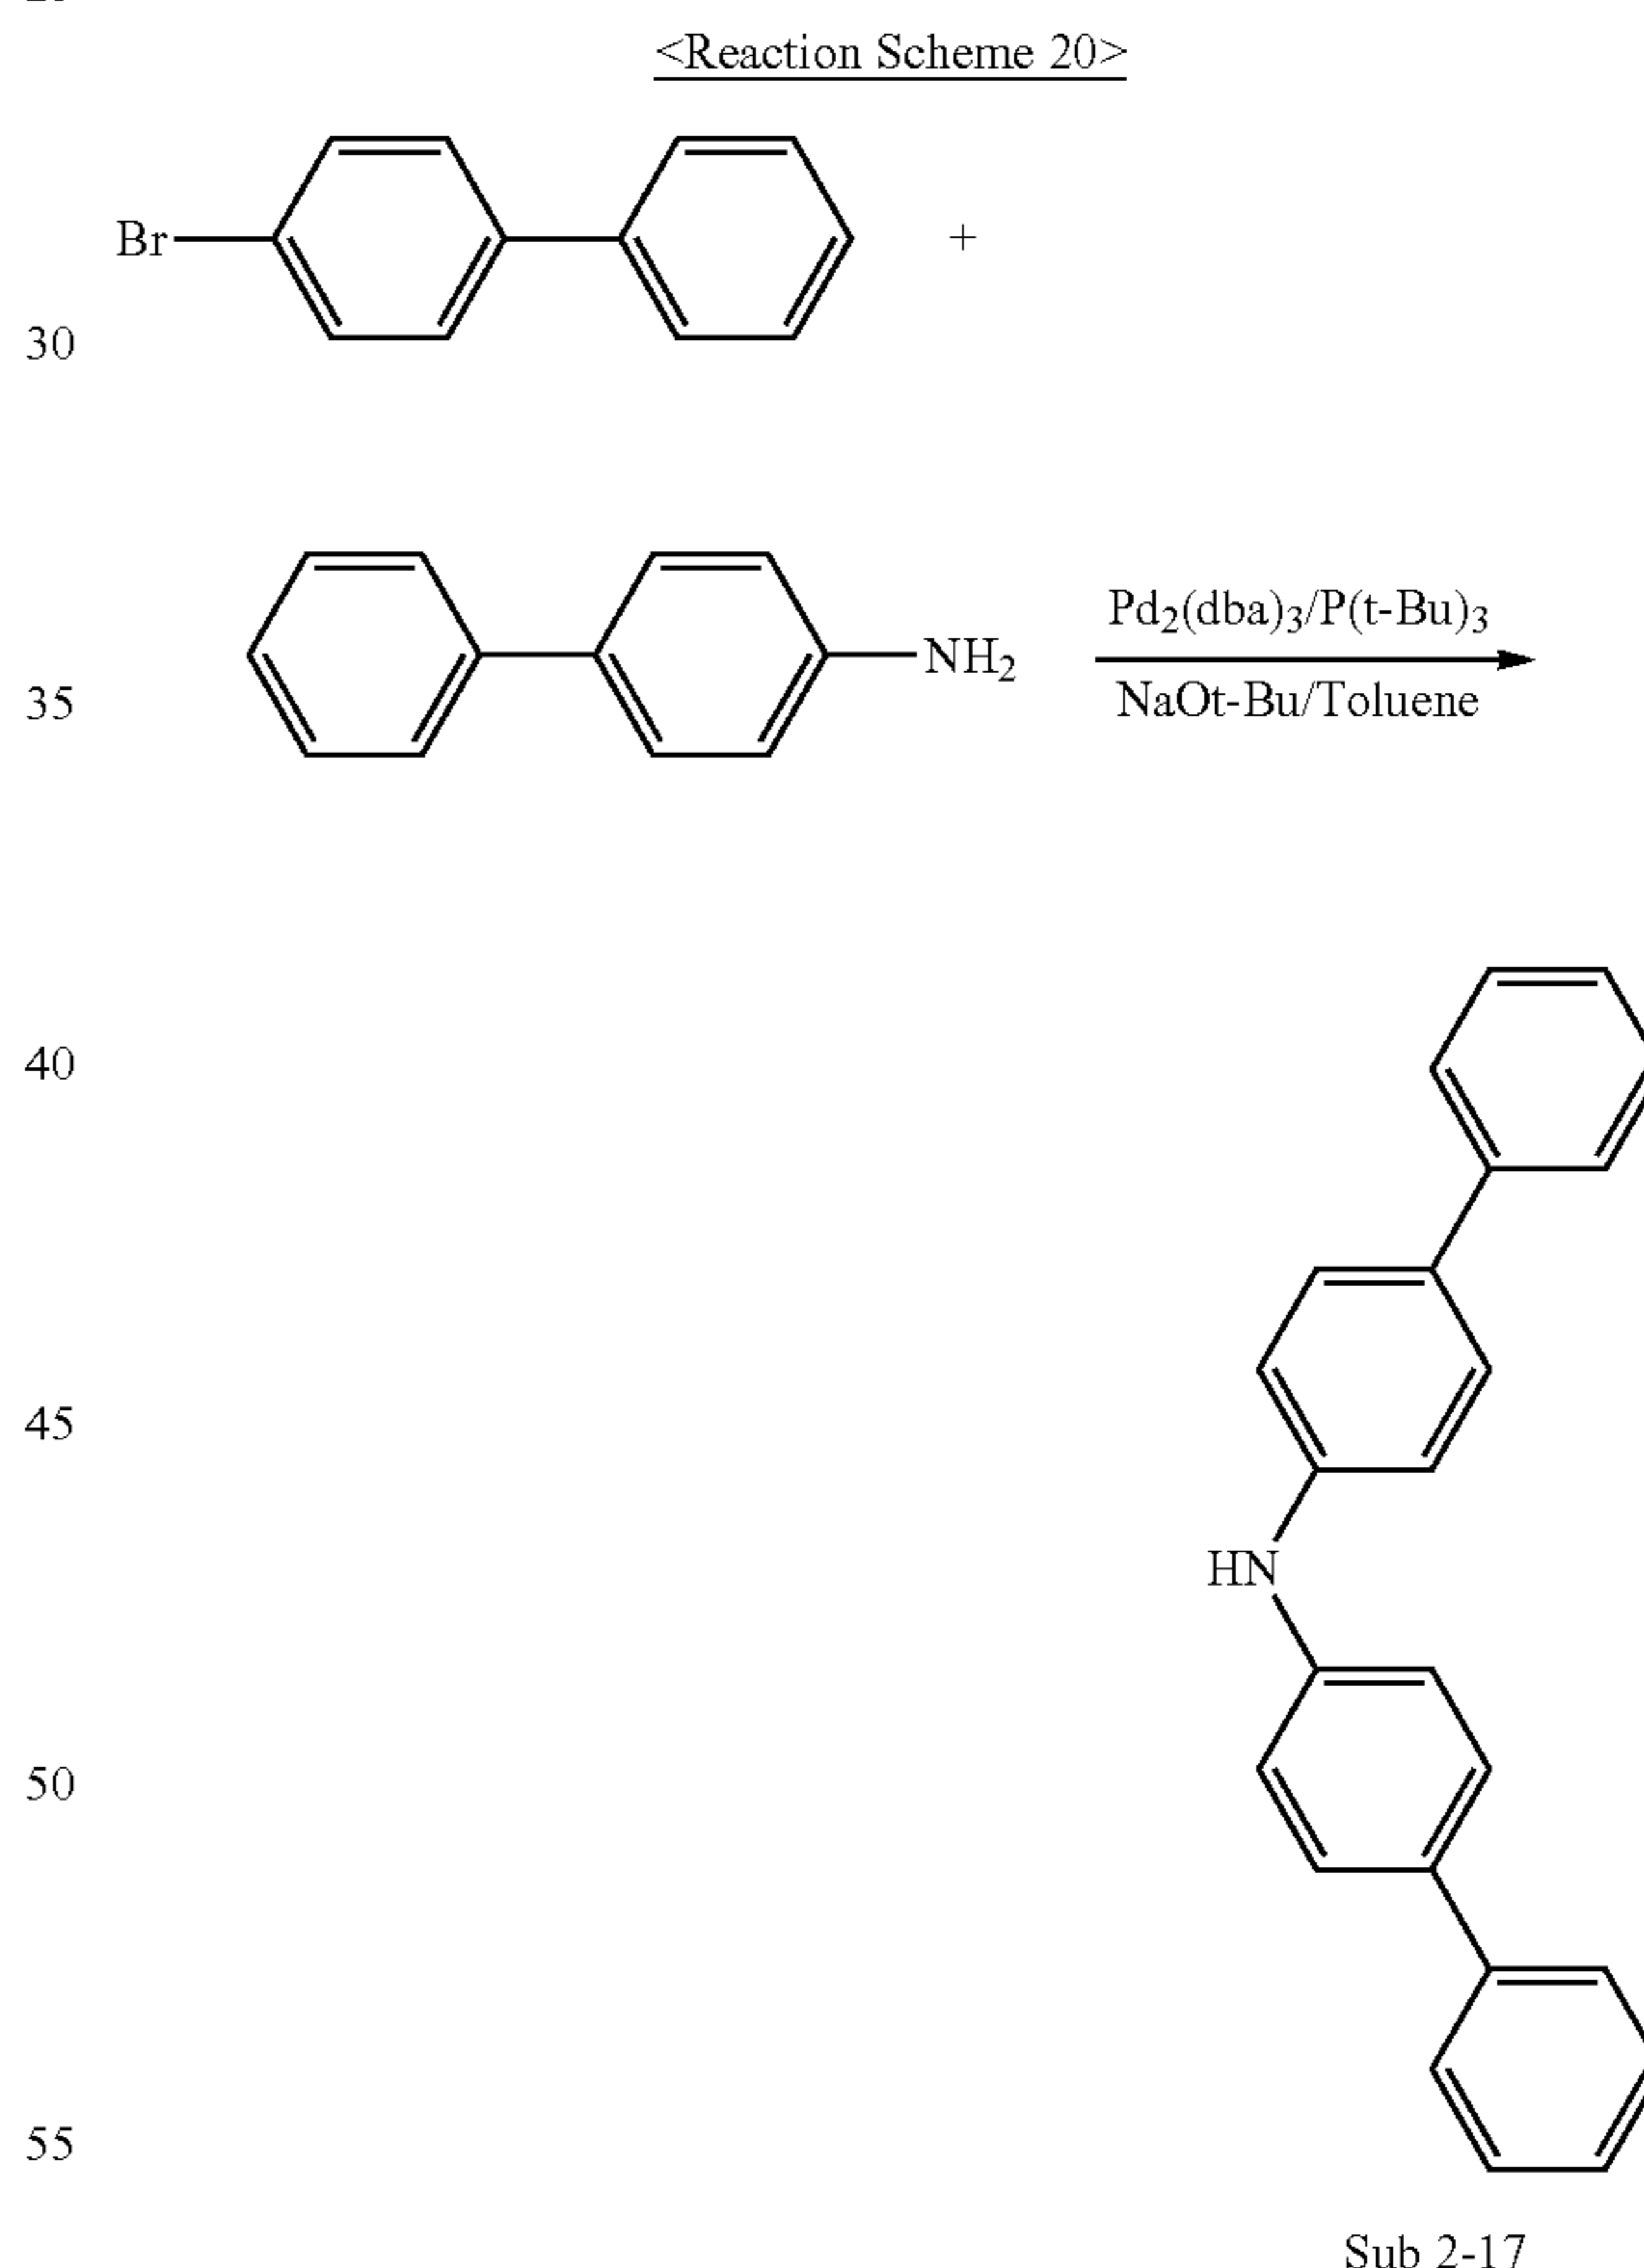 <Reaction Scheme 20>
Br
+
30
NH2
Pd2(dba)3/P(t-Bu)3
NaOt-Bu/Toluene
35
40
45
HN
50
55
Sub 2-17